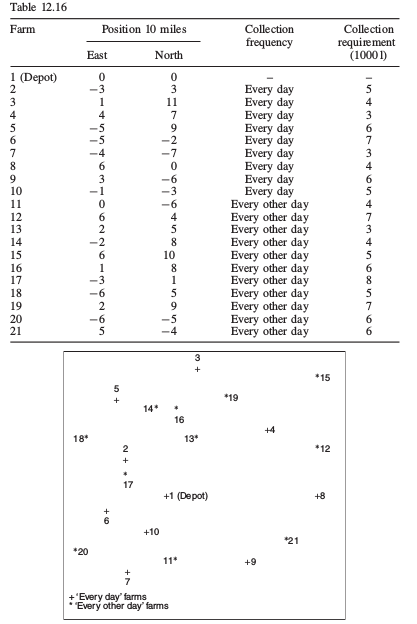 Table 12.16
Farm Position 10 miles Collection Collection
frequency requirement
East North (1000 l)
1 (Depot) 0 0 – –
2 −3 3 Every day 5
3 1 11 Every day 4
4 4 7 Every day 3
5 −5 9 Every day 6
6 −5 −2 Every day 7
7 −4 −7 Every day 3
8 6 0 Every day 4
9 3 −6 Every day 6
10 −1 −3 Every day 5
11 0 −6 Every other day 4
12 6 4 Every other day 7
13 2 5 Every other day 3
14 −2 8 Every other day 4
15 6 10 Every other day 5
16 1 8 Every other day 6
17 −3 1 Every other day 8
18 −6 5 Every other day 5
19 2 9 Every other day 7
20 −6 −5 Every other day 6
21 5 −4 Every other day 6
3
+
*15
5
+
*19
14* *
16
+4
18* 13*
2
+
*12
*
17
+1 (Depot) +8
+
6
+10
*21
*20
11* +9
+
7
+ 'Every day' farms
* 'Every other day' farms